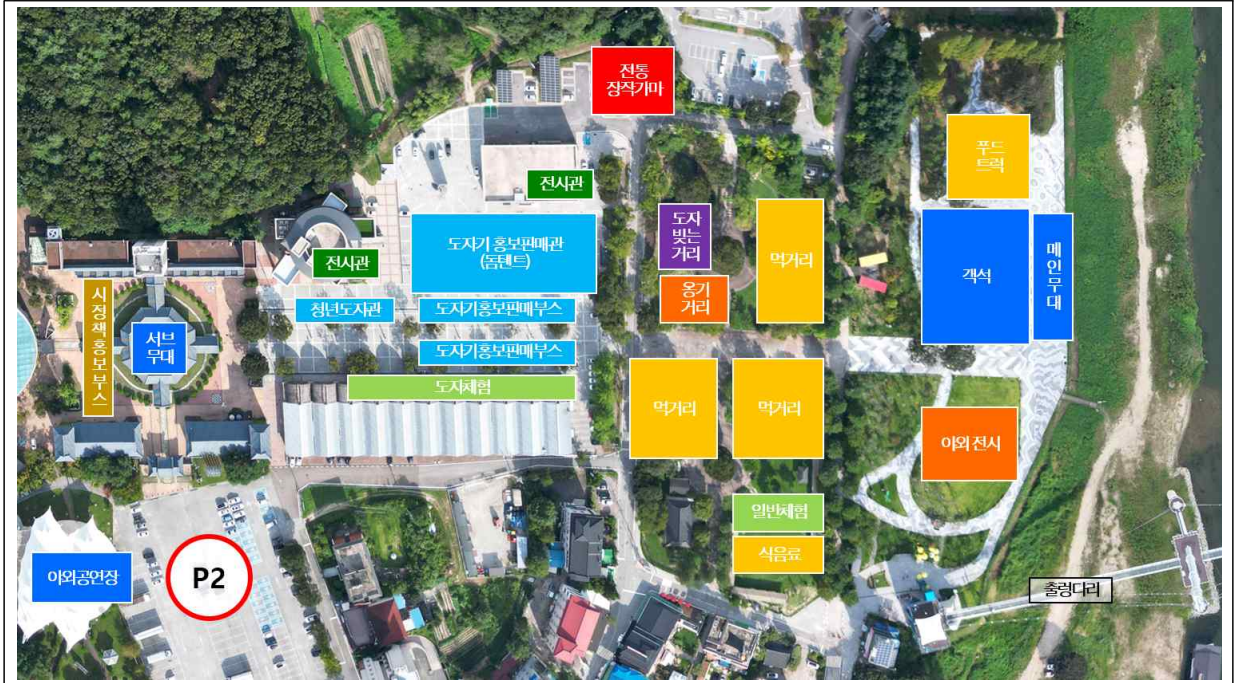 전통
장작가마
푸드
트럭
전시관
도자
빚는
거리
먹거리
도자기 홍보판매관
(돔텐트)
객석
메인무대
전시관
옹기
거리
시정책홍보부스
서브
무대
청년도자관
도자기홍보판매부스
도자기홍보판매부스
도자체험
먹거리
먹거리
야외 전시
일반체험
식음료
야외공연장
P2
출렁다리